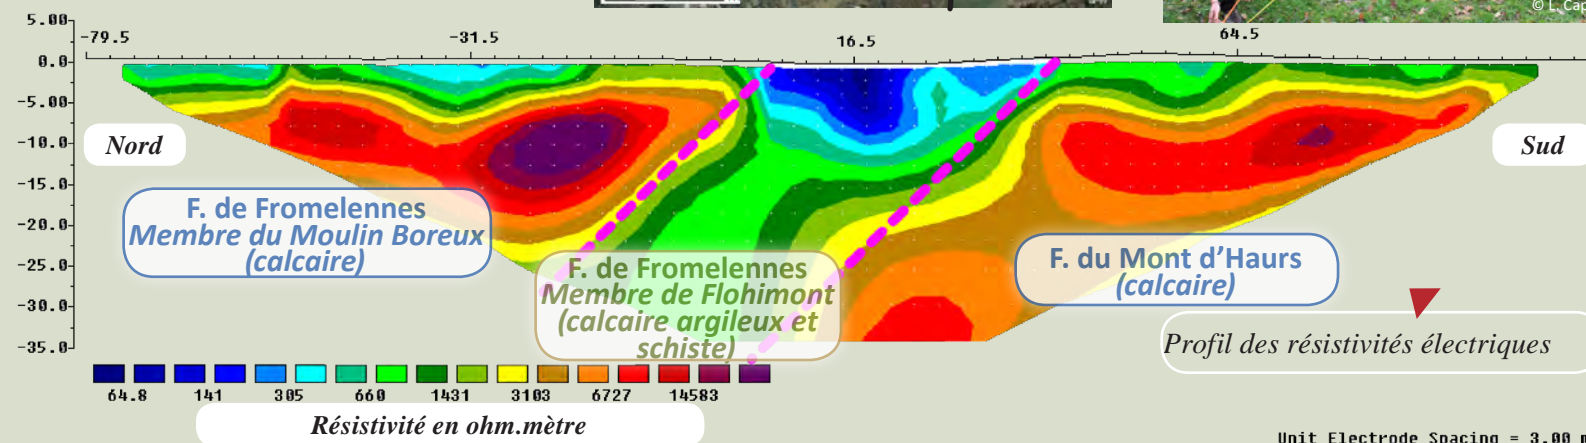 © L. Cap
5.00
-79.5 -31.5 16.5 64.5
0.0
-5.00
-10.0
-15.0
-20.0
-25.0
-30.0
-35.0
Nord
Sud
F. de Fromelennes
Membre du Moulin Boreux
(calcaire)
F. de Fromelennes
Membre de Flohimont
(calcaire argileux et
schiste)
F. du Mont d’Haurs
(calcaire)
Profil des résistivités électriques
64.8 141 305 660 1431 3103 6727 14583
Résistivité en ohm.mètre
Unit Electrode Spacing = 3.00 m